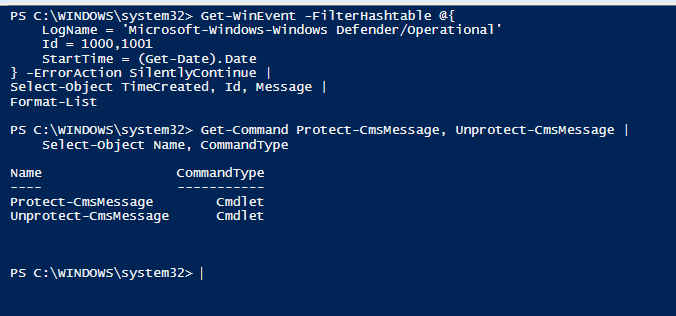 PS C:\WINDOWS\system32> Get-WinEvent -FilterHashtable @{
    LogName = 'Microsoft-Windows-Windows Defender/Operational'
    Id = 1000,1001
    StartTime = (Get-Date).Date
} -ErrorAction SilentlyContinue |
Select-Object TimeCreated, Id, Message |
Format-List
PS C:\WINDOWS\system32> Get-Command Protect-CmsMessage, Unprotect-CmsMessage |
    Select-Object Name, CommandType
Name                 CommandType
----                 -----------
Protect-CmsMessage        Cmdlet
Unprotect-CmsMessage      Cmdlet
PS C:\WINDOWS\system32>